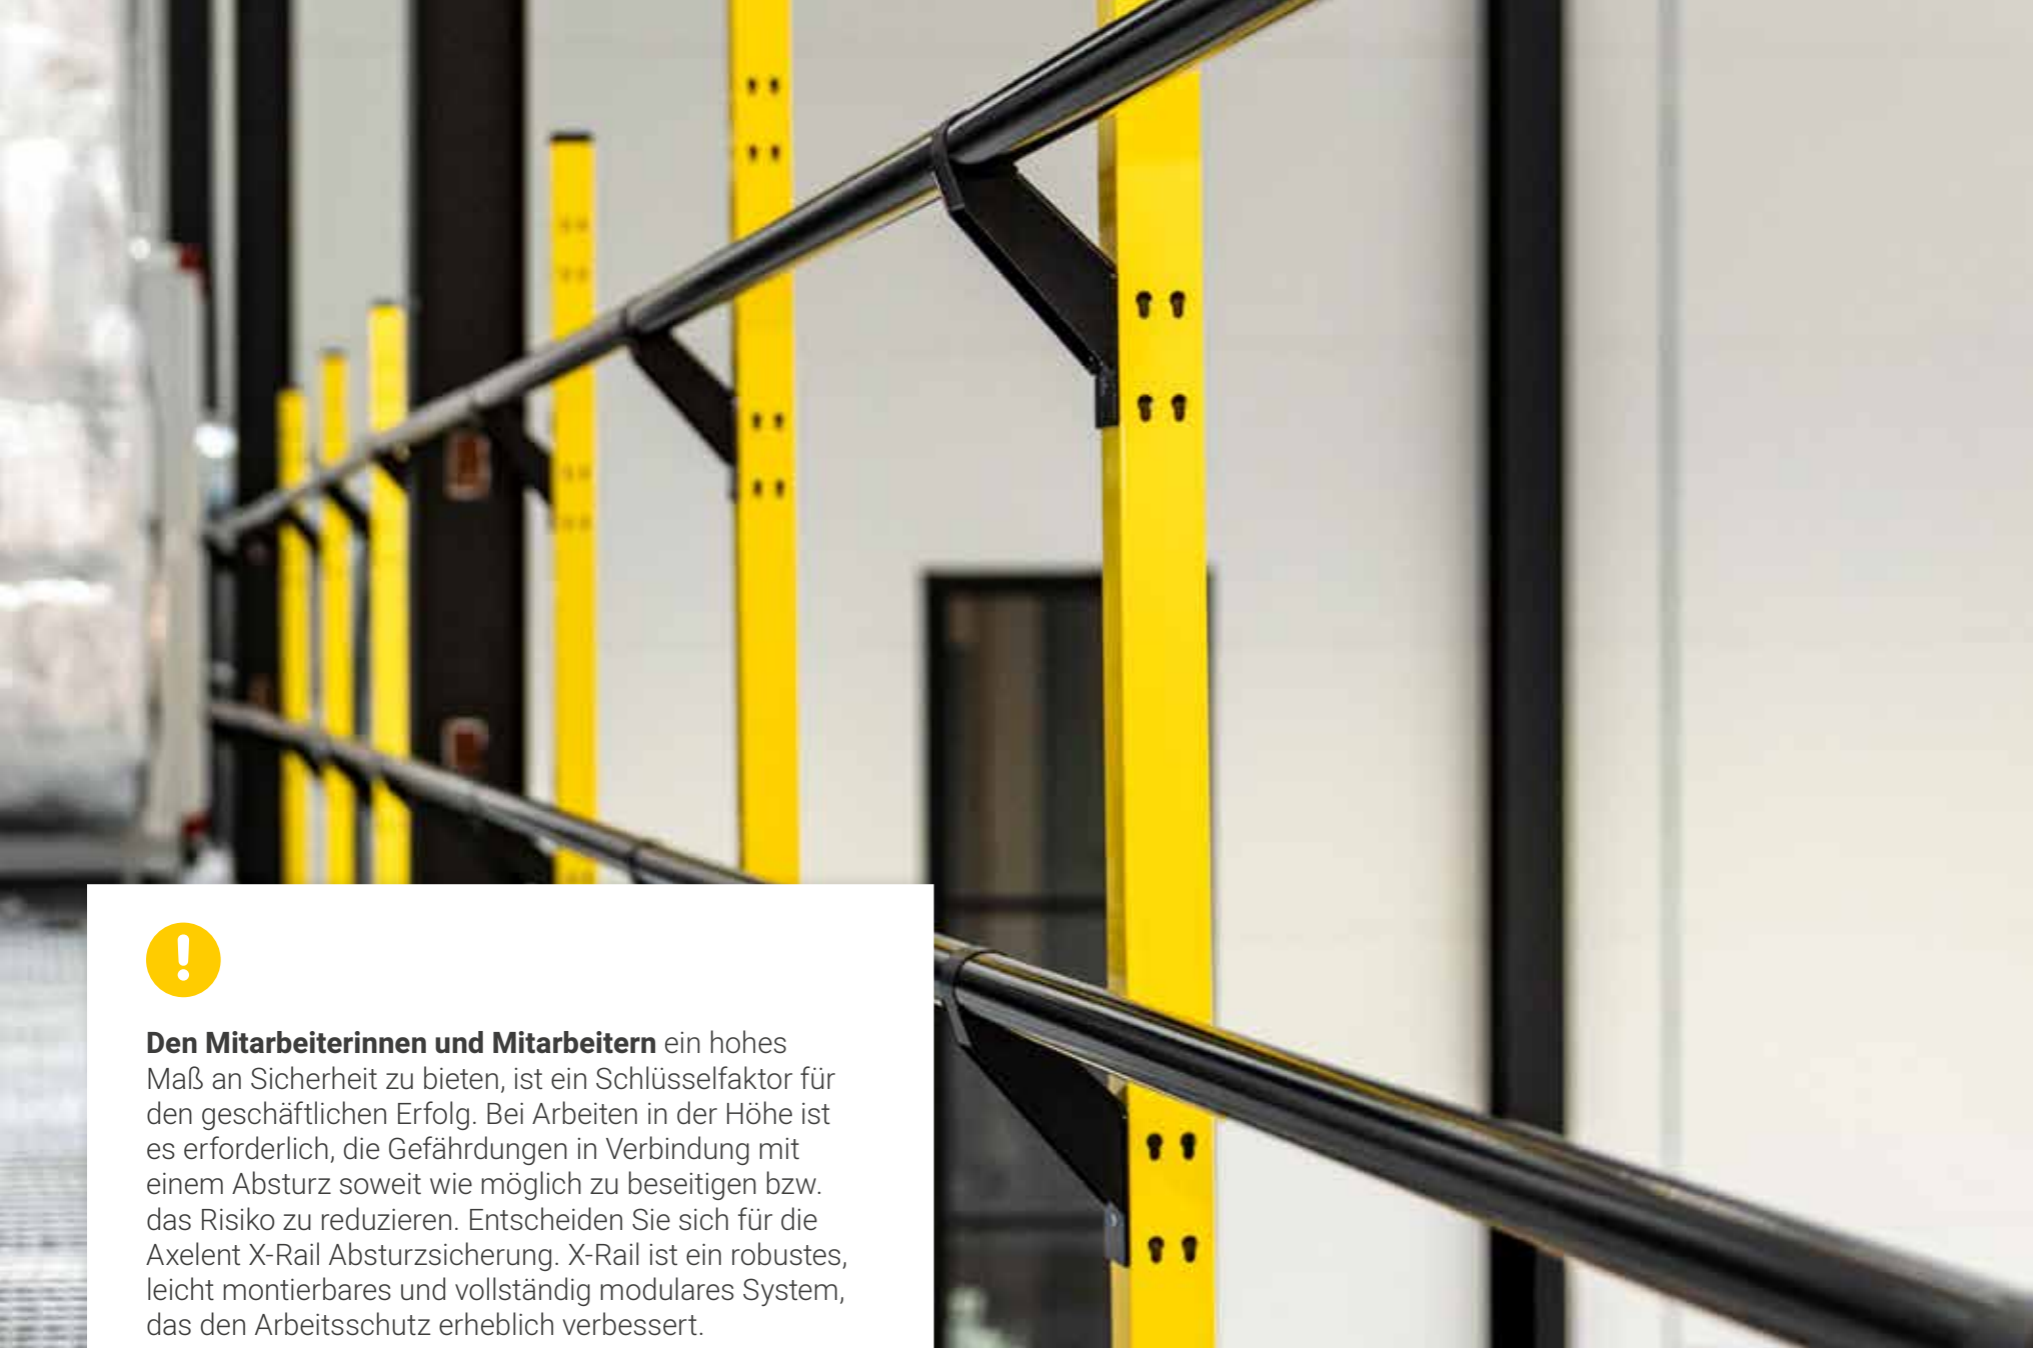 Den Mitarbeiterinnen und Mitarbeitern ein hohes
Maß an Sicherheit zu bieten, ist ein Schlüsselfaktor für
den geschäftlichen Erfolg. Bei Arbeiten in der Höhe ist
es erforderlich, die Gefährdungen in Verbindung mit
einem Absturz soweit wie möglich zu beseitigen bzw.
das Risiko zu reduzieren. Entscheiden Sie sich für die
Axelent X-Rail Absturzsicherung. X-Rail ist ein robustes,
leicht montierbares und vollständig modulares System,
das den Arbeitsschutz erheblich verbessert.